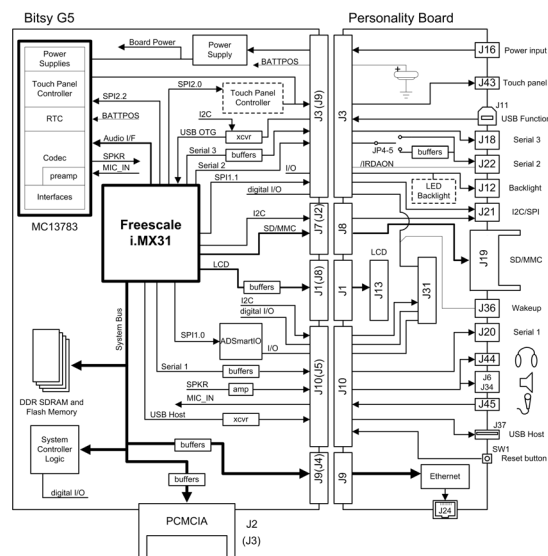 Bitsy G5
Personality Board
Board Power
Power Supplies
Power Supply
BATTPOS
J16
Power input
Touch Panel Controller
SPI2.0
Touch Panel Controller
J3 (J9)
J3
+
J43
Touch panel
SPI2.2
RTC
BATTPOS
I2C
USB OTG
xcvr
J11
USB Function
Audio I/F
Serial 3
buffers
J18
Serial 3
Codec
SPKR
Serial 2
JP4-5
buffers
J22
Serial 2
preamp
MIC_IN
I/O
/IRDAON
SPI1.1
LED Backlight
J12
Backlight
Interfaces
digital I/O
MC13783
Freescale i.MX31
I2C
J7 (J2)
J8
J21
I2C/SPI
SD/MMC
J19
SD/MMC
LCD
buffers
J1(J8)
J1
LCD
J13
J31
System Bus
I2C
digital I/O
J36
Wakeup
SPI1.0
ADSmartIO
I/O
J20
Serial 1
Serial 1
buffers
J10(J5)
J10
J44
DDR SDRAM and Flash Memory
SPKR
amp
J6
J34
MIC_IN
J45
USB Host
xcvr
J37
USB Host
System Controller Logic
buffers
SW1
Reset button
J9(J4)
J9
Ethernet
digital I/O
buffers
J24
PCMCIA
J2
(J3)